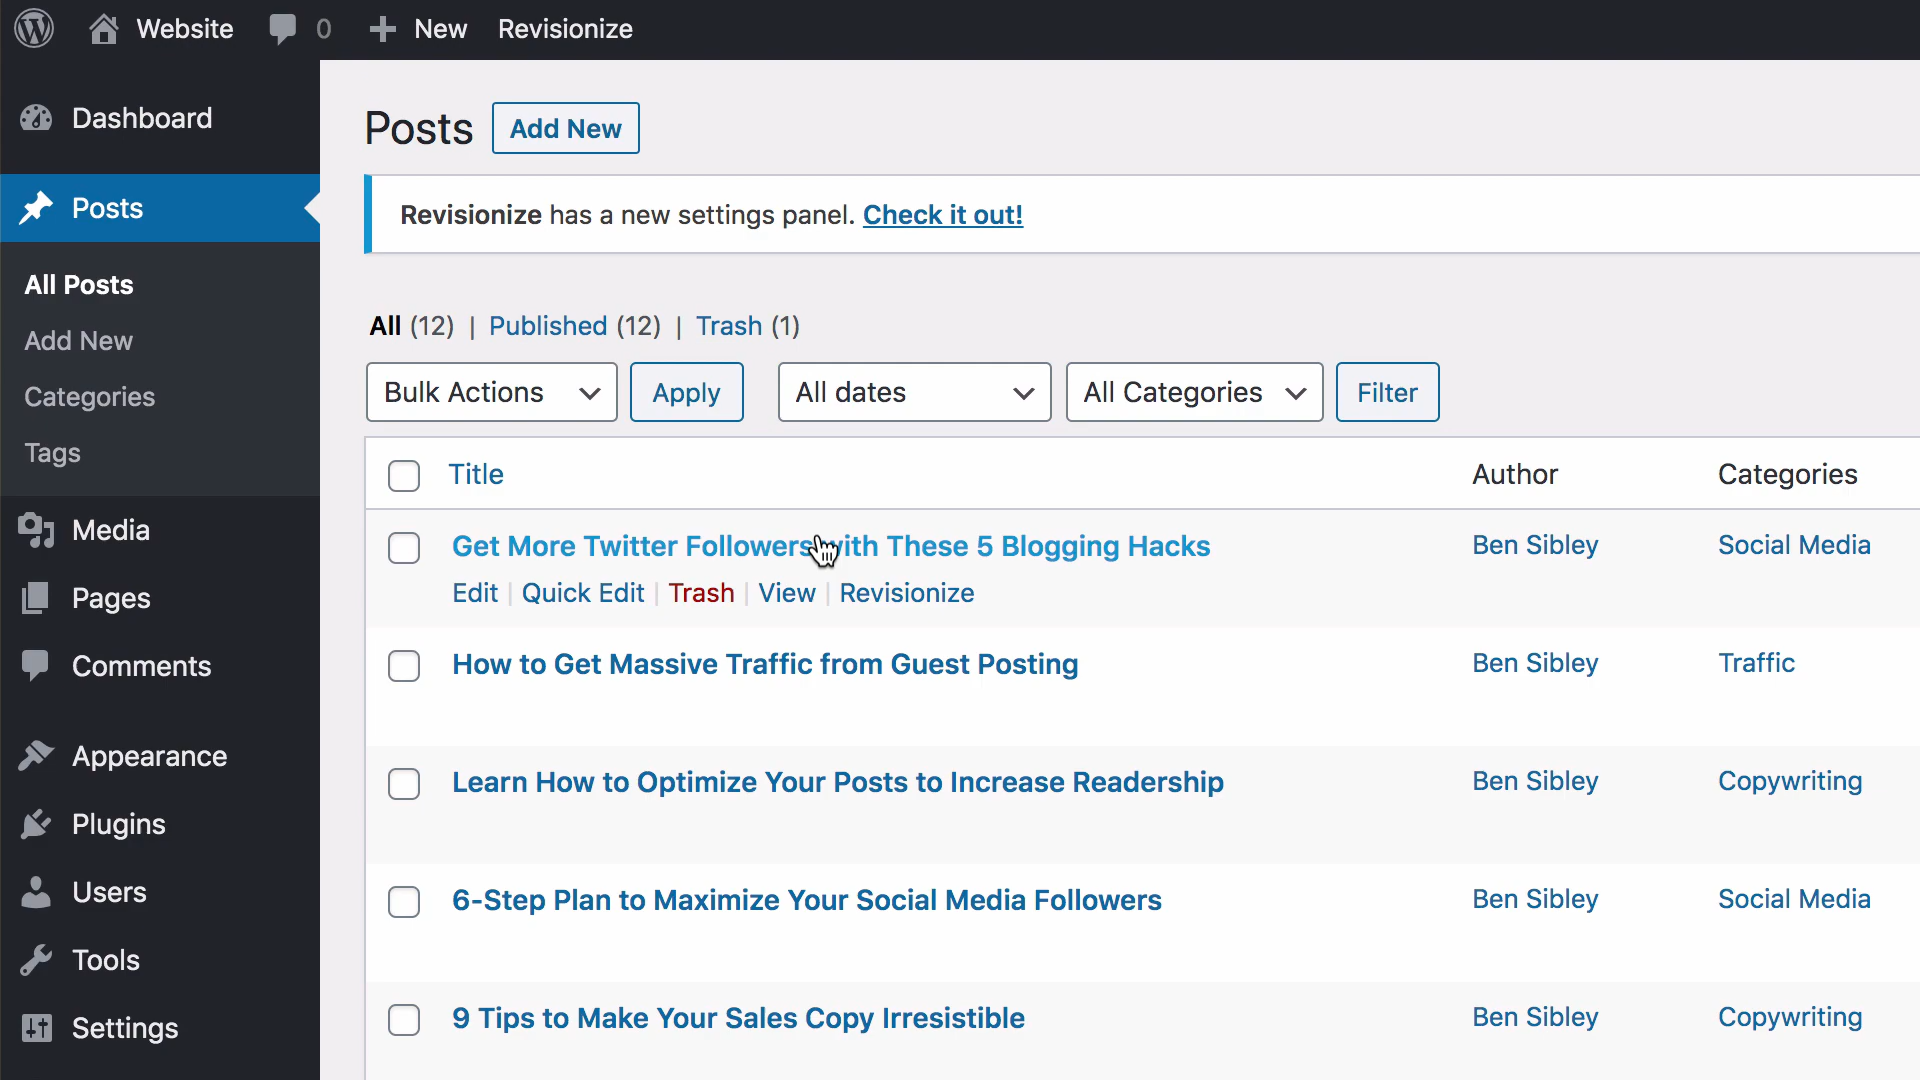 Website 0 New Revisionize
Dashboard
Posts
All Posts
Add New
Categories
Tags
Media
Pages
Comments
Appearance
Plugins
Users
Tools
Settings
Posts Add New
Revisionize has a new settings panel. Check it out!
All (12) | Published (12) | Trash (1)
Bulk Actions Apply All dates All Categories Filter
Title Author Categories
Get More Twitter Followers with These 5 Blogging Hacks Ben Sibley Social Media
Edit | Quick Edit | Trash | View | Revisionize
How to Get Massive Traffic from Guest Posting Ben Sibley Traffic
Learn How to Optimize Your Posts to Increase Readership Ben Sibley Copywriting
6-Step Plan to Maximize Your Social Media Followers Ben Sibley Social Media
9 Tips to Make Your Sales Copy Irresistible Ben Sibley Copywriting